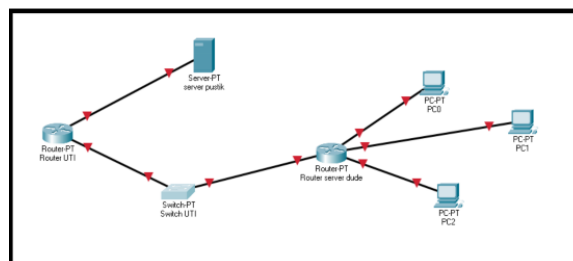 Server-PT
server pustik
Router-PT
Router UTI
Switch-PT
Switch UTI
Router-PT
Router server dude
PC-PT
PC0
PC-PT
PC1
PC-PT
PC2